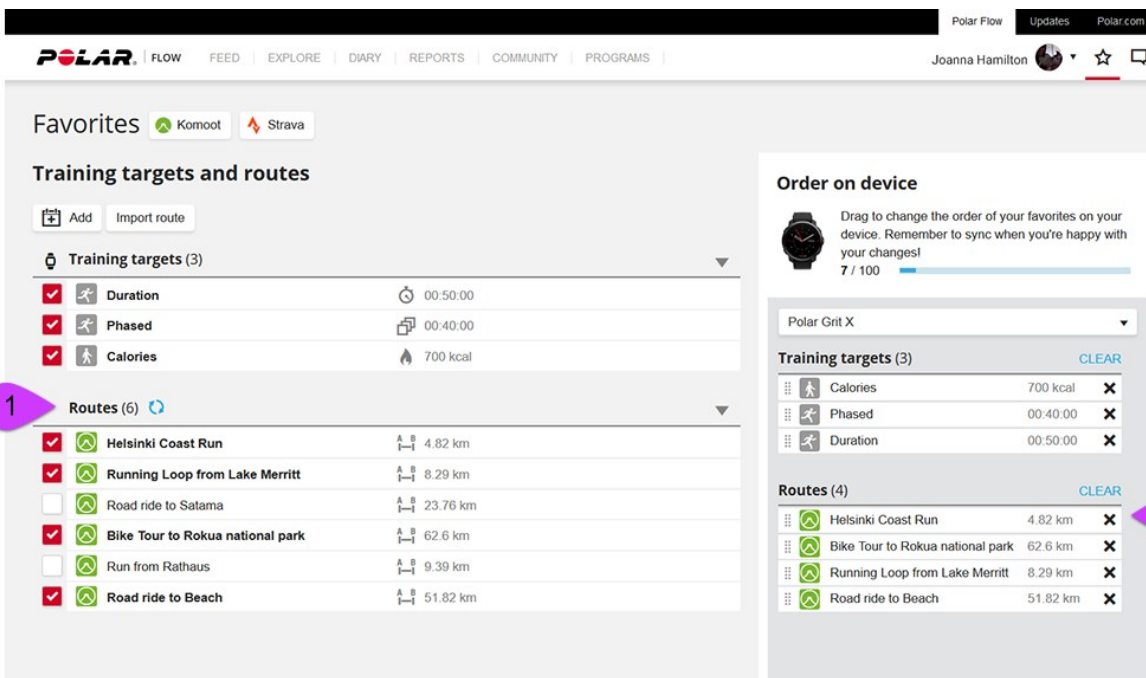 Polar Flow Updates Polar.com
POLAR. FLOW FEED EXPLORE DIARY REPORTS COMMUNITY PROGRAMS Joanna Hamilton
Favorites Komoot Strava
Training targets and routes
Add Import route
Training targets (3)
Duration 00:50:00
Phased 00:40:00
Calories 700 kcal
1
Routes (6)
Helsinki Coast Run A B 4.82 km
Running Loop from Lake Merritt A B 8.29 km
Road ride to Satama A B 23.76 km
Bike Tour to Rokua national park A B 62.6 km
Run from Rathaus A B 9.39 km
Road ride to Beach A B 51.82 km
Order on device
Drag to change the order of your favorites on your
device. Remember to sync when you're happy with
your changes!
7 / 100
Polar Grit X
Training targets (3) CLEAR
Calories 700 kcal
Phased 00:40:00
Duration 00:50:00
Routes (4) CLEAR
Helsinki Coast Run 4.82 km
Bike Tour to Rokua national park 62.6 km
Running Loop from Lake Merritt 8.29 km
Road ride to Beach 51.82 km